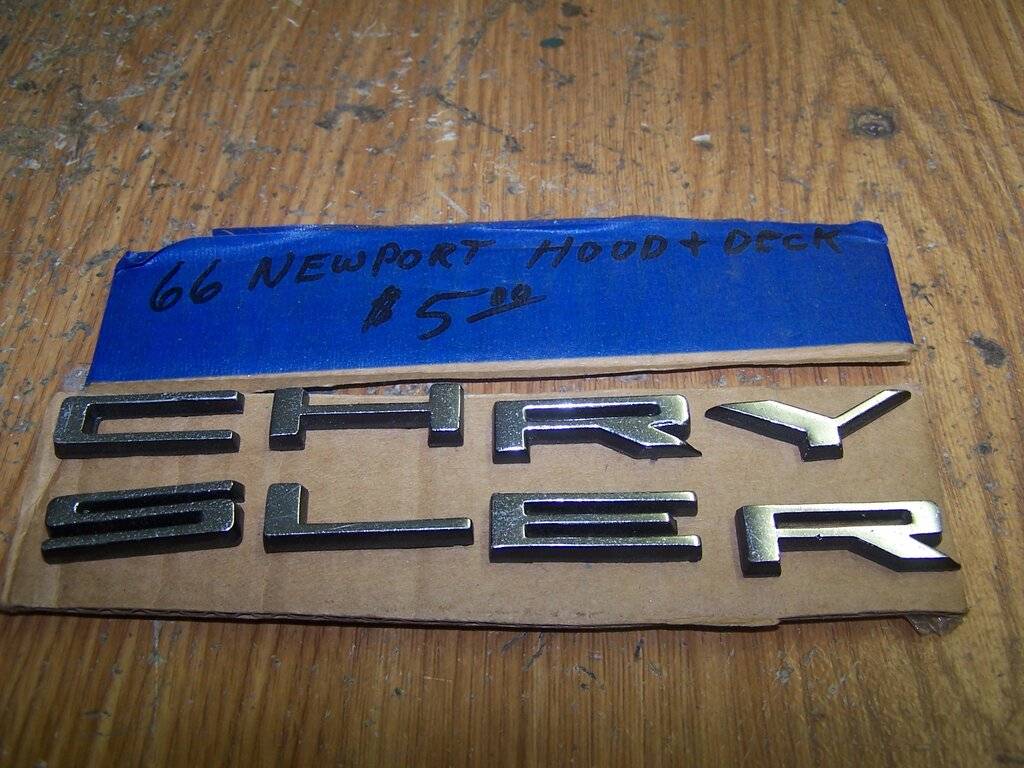 66 NEWPORT HOOD + DECK
$5.00
CHRY
SLER